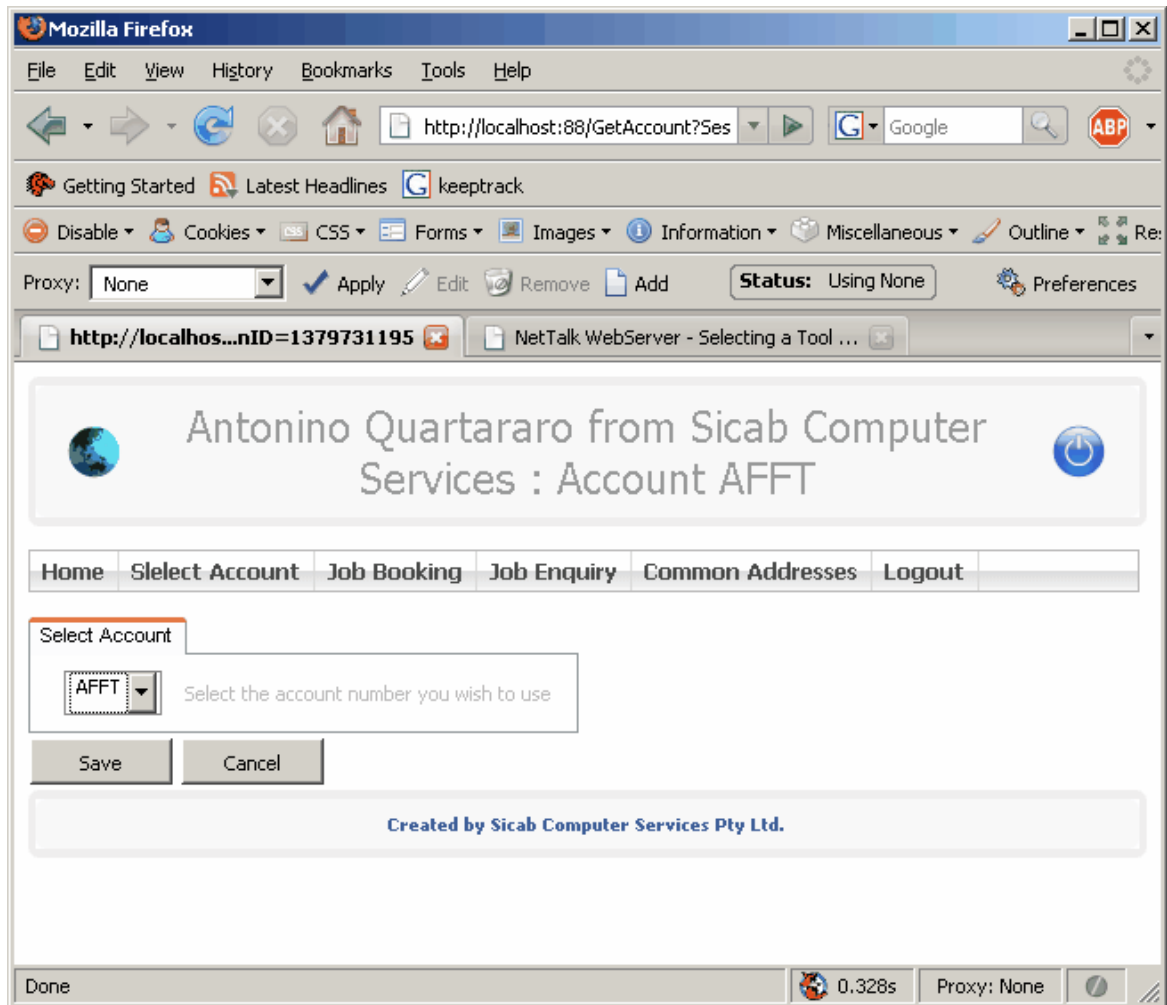 Mozilla Firefox
File Edit View History Bookmarks Tools Help
http://localhost:88/GetAccount?Ses G Google ABP
Getting Started Latest Headlines G keeptrack
Disable CSS Cookies CSS Forms Images Information Miscellaneous Outline Re
Proxy: None Apply Edit Remove Add Status: Using None Preferences
http://localhos...nID=1379731195 NetTalk WebServer - Selecting a Tool ...
Antonino Quartararo from Sicab Computer
Services : Account AFFT
Home Slelect Account Job Booking Job Enquiry Common Addresses Logout
Select Account
AFFT Select the account number you wish to use
Save Cancel
Created by Sicab Computer Services Pty Ltd.
Done 0.328s Proxy: None